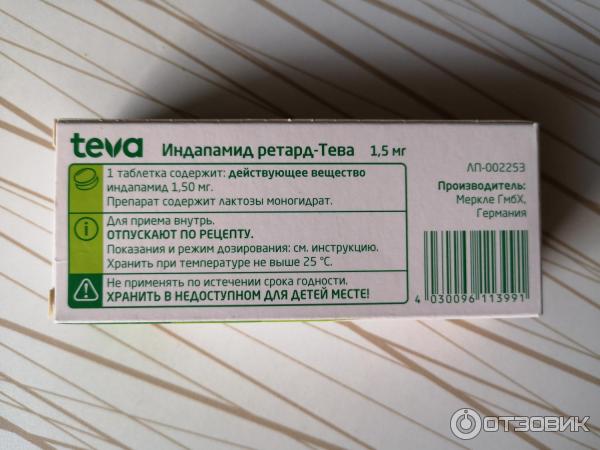 teva Индапамид ретард-Тева 1,5 мг
1 таблетка содержит: действующее вещество
индапамид 1,50 мг.
Препарат содержит лактозы моногидрат.
Для приема внутрь.
ОТПУСКАЮТ ПО РЕЦЕПТУ.
Показания и режим дозирования: см. инструкцию.
Хранить при температуре не выше 25 °C.
Не применять по истечении срока годности.
ХРАНИТЬ В НЕДОСТУПНОМ ДЛЯ ДЕТЕЙ МЕСТЕ!
ЛП-002253
Производитель:
Меркле ГмбХ,
Германия
4 030096 113991
ОТЗОВИК